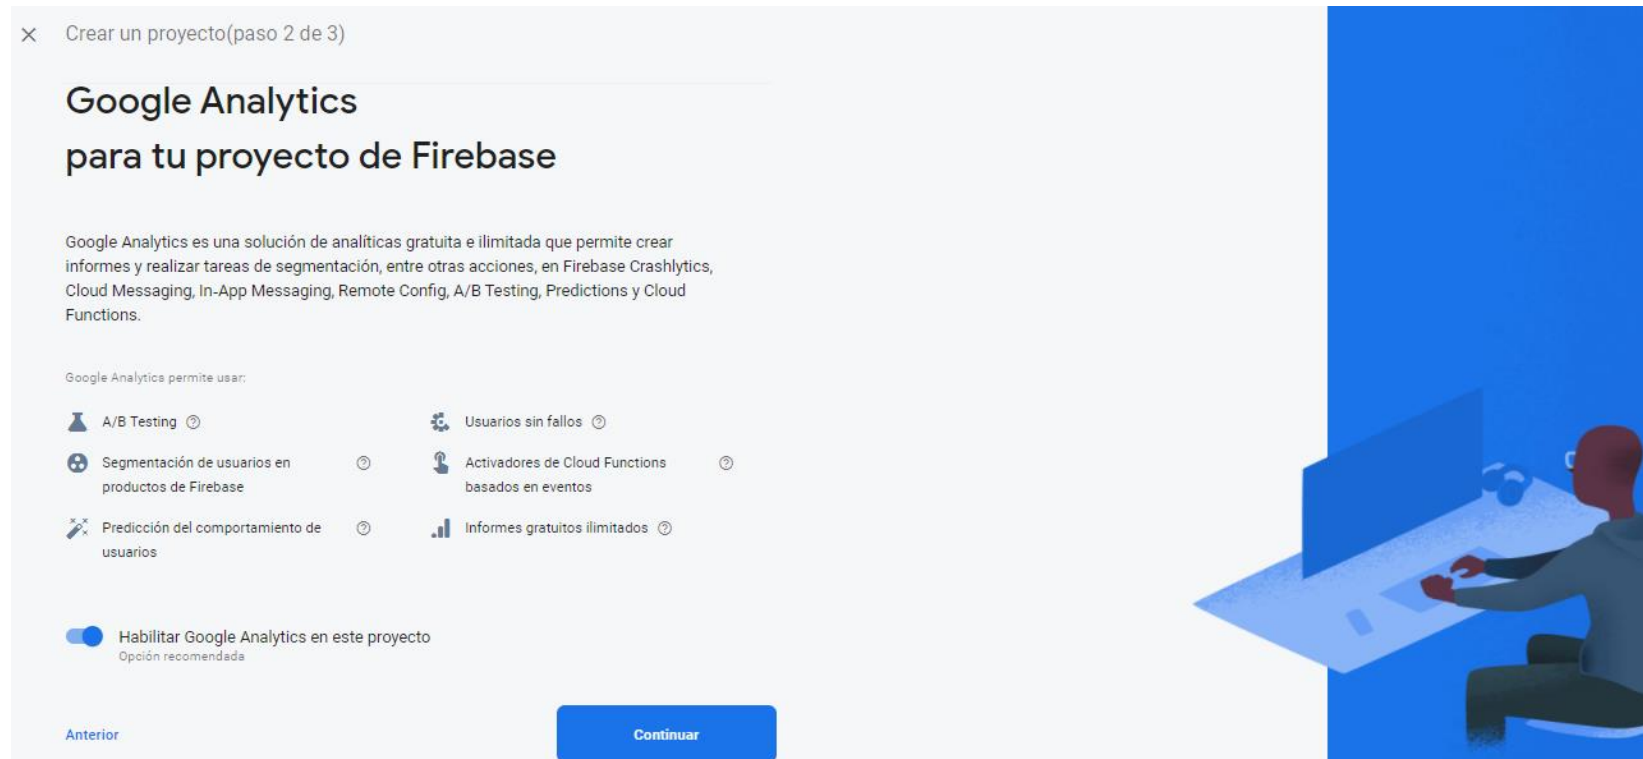 Crear un proyecto(paso 2 de 3)
Google Analytics
para tu proyecto de Firebase
Google Analytics es una solución de analíticas gratuita e ilimitada que permite crear
informes y realizar tareas de segmentación, entre otras acciones, en Firebase Crashlytics,
Cloud Messaging, In-App Messaging, Remote Config, A/B Testing, Predictions y Cloud
Functions.
Google Analytics permite usar:
A/B Testing
Usuarios sin fallos
Segmentación de usuarios en
productos de Firebase
Activadores de Cloud Functions
basados en eventos
Predicción del comportamiento de
usuarios
Informes gratuitos ilimitados
Habilitar Google Analytics en este proyecto
Opción recomendada
Anterior
Continuar